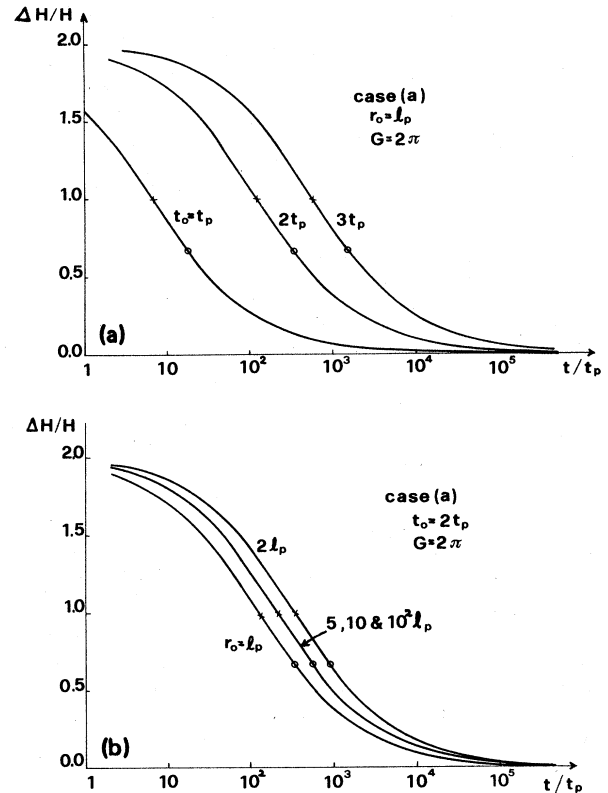 ΔH/H
2.0
case (a)
r₀=ℓₚ
G=2π
1.5
1.0
t₀=tₚ
2tₚ
3tₚ
0.5
(a)
0.0
1
10
10²
10³
10⁴
10⁵
t/tₚ
ΔH/H
2.0
case (a)
t₀=2tₚ
G=2π
2ℓₚ
1.5
1.0
5,10 & 10²ℓₚ
r₀=ℓₚ
0.5
(b)
0.0
1
10
10²
10³
10⁴
10⁵
t/tₚ